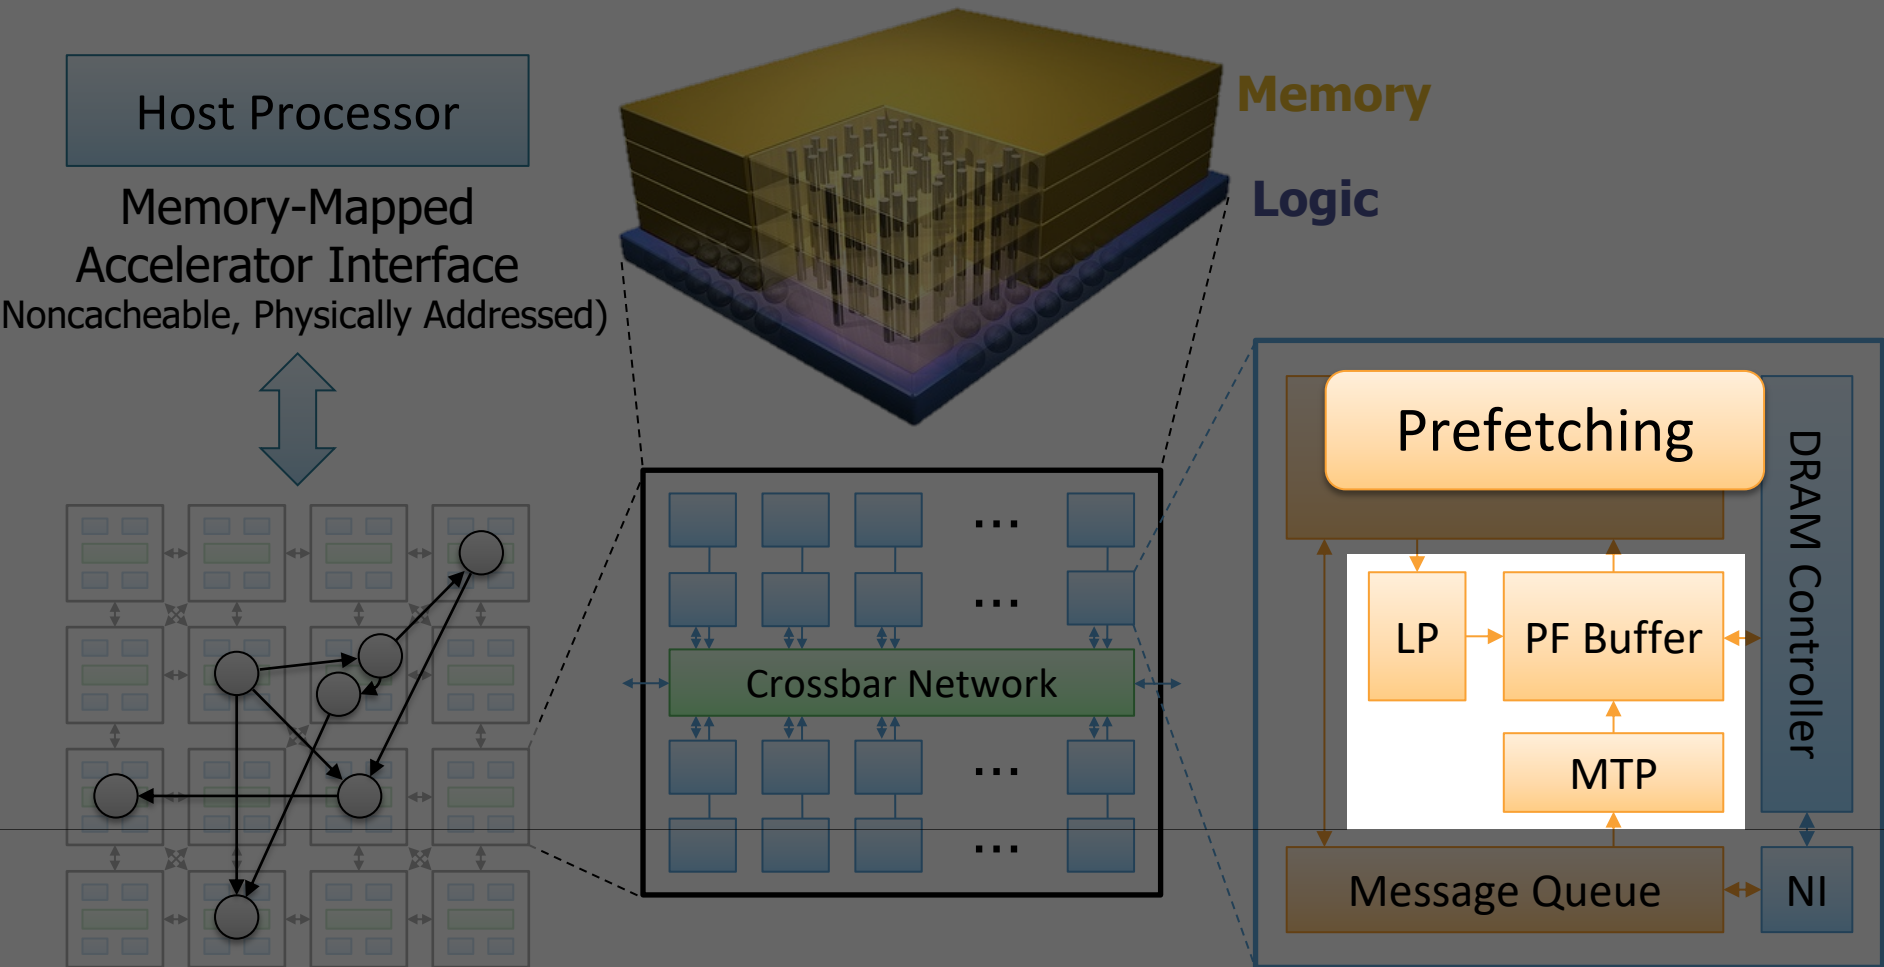 Host Processor
Memory-Mapped
Accelerator Interface
Noncacheable, Physically Addressed)
Memory
Logic
...
...
Crossbar Network
...
...
Prefetching
DRAM Controller
LP
PF Buffer
MTP
Message Queue
NI